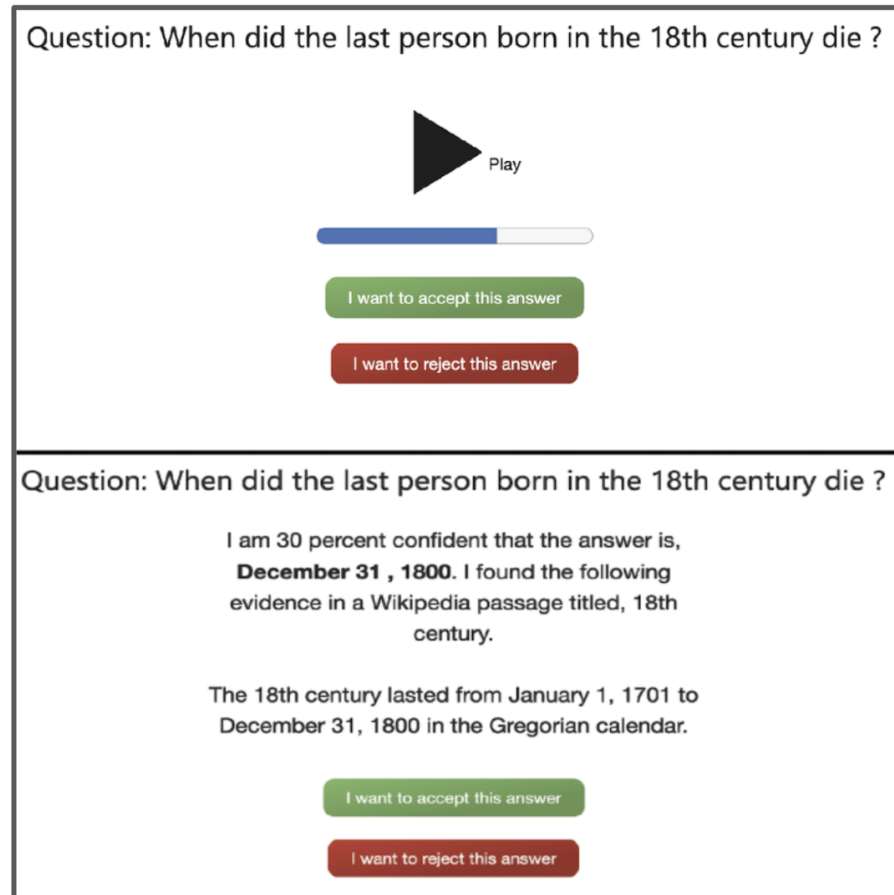 Question: When did the last person born in the 18th century die ?
Play
I want to accept this answer
I want to reject this answer
Question: When did the last person born in the 18th century die ?
I am 30 percent confident that the answer is,
December 31 , 1800. I found the following
evidence in a Wikipedia passage titled, 18th
century.
The 18th century lasted from January 1, 1701 to
December 31, 1800 in the Gregorian calendar.
I want to accept this answer
I want to reject this answer